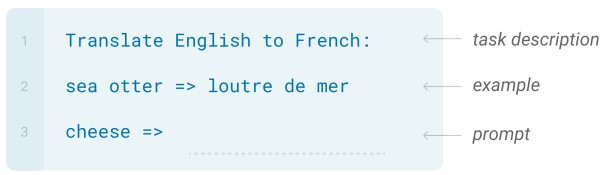 1 Translate English to French: task description
2 sea otter => loutre de mer example
3 cheese => prompt